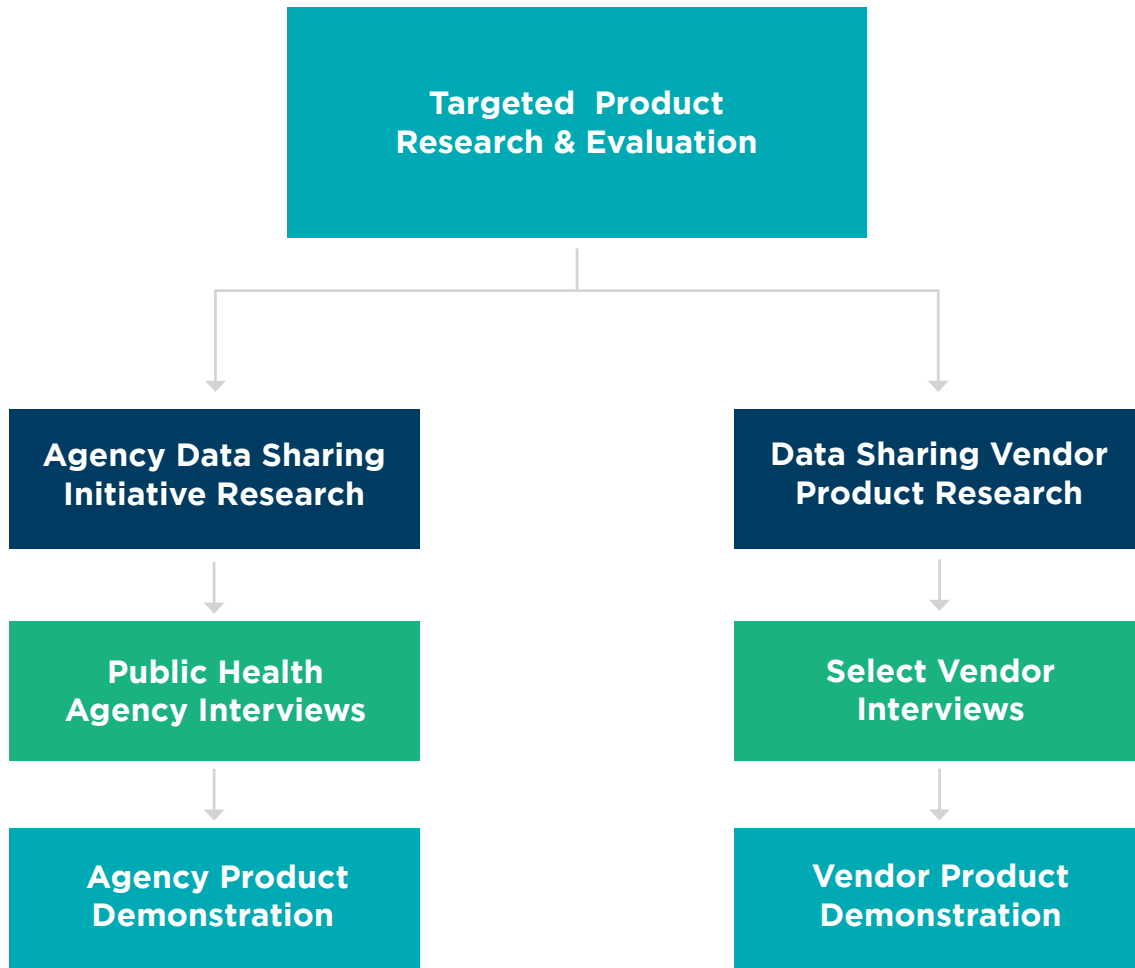 Targeted Product
Research & Evaluation
Agency Data Sharing
Initiative Research
Data Sharing Vendor
Product Research
Public Health
Agency Interviews
Select Vendor
Interviews
Agency Product
Demonstration
Vendor Product
Demonstration